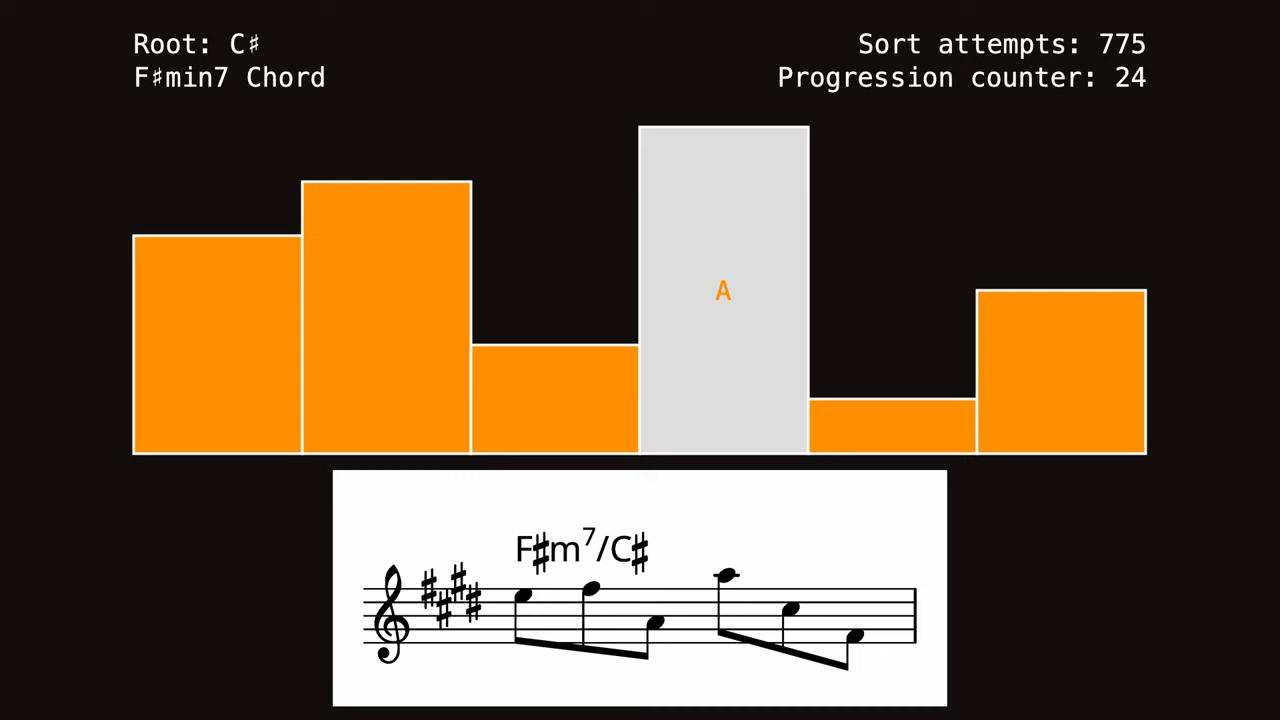 Root: C♯
F♯min7 Chord
Sort attempts: 775
Progression counter: 24
A
F♯m7/C♯